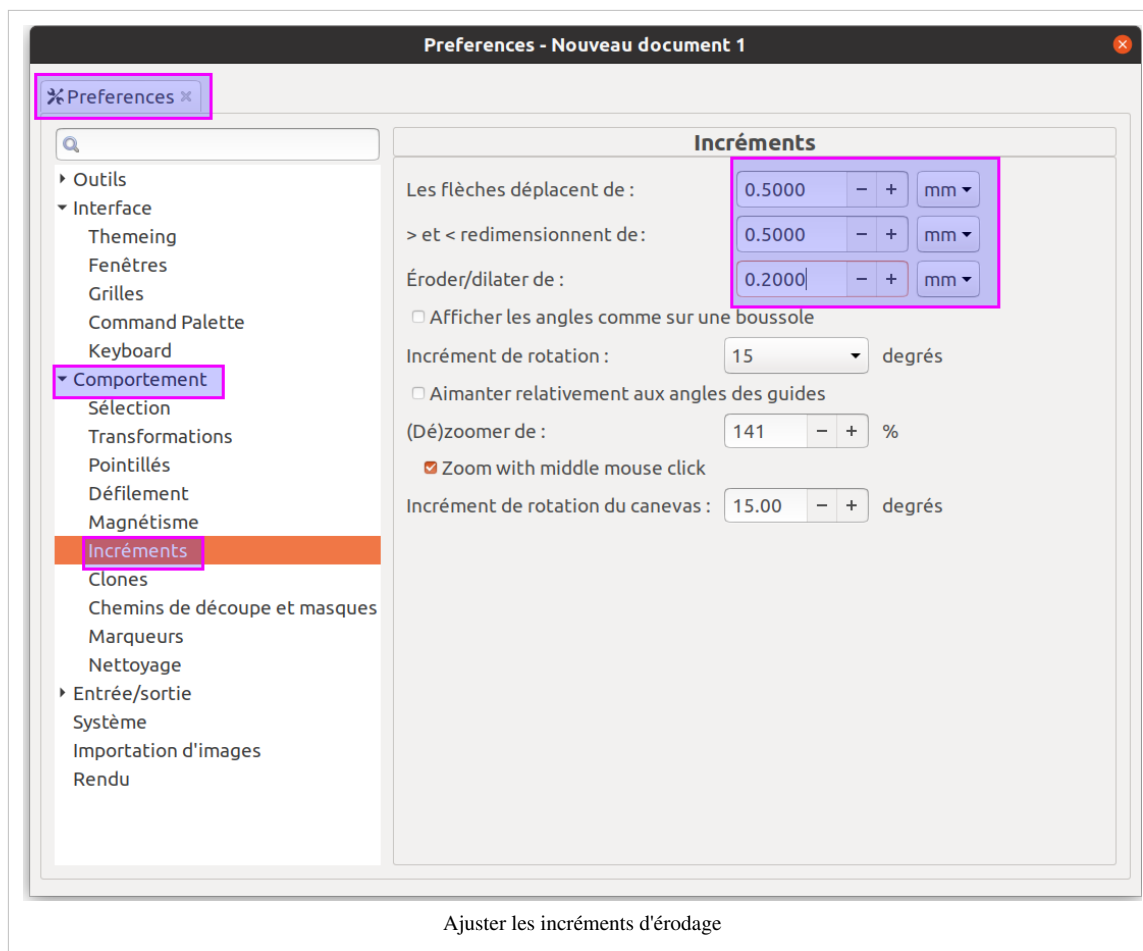 Preferences - Nouveau document 1
Preferences
Incréments
Outils
Interface
Themeing
Fenêtres
Grilles
Command Palette
Keyboard
Comportement
Sélection
Transformations
Pointillés
Défilement
Magnétisme
Incréments
Clones
Chemins de découpe et masques
Marqueurs
Nettoyage
Entrée/sortie
Système
Importation d'images
Rendu
Les flèches déplacent de : 0.5000 − + mm
> et < redimensionnent de: 0.5000 − + mm
Éroder/dilater de : 0.2000 − + mm
Afficher les angles comme sur une boussole
Incrément de rotation : 15 degrés
Aimanter relativement aux angles des guides
(Dé)zoomer de : 141 − + %
Zoom with middle mouse click
Incrément de rotation du canevas : 15.00 − + degrés
Ajuster les incréments d'érodage